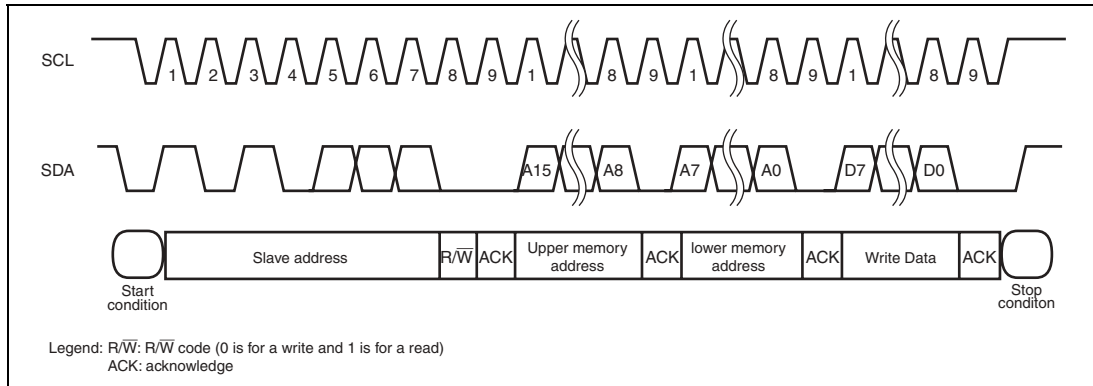 SCL
1 2 3 4 5 6 7 8 9 1 8 9 1 8 9 1 8 9
SDA
A15 A8 A7 A0 D7 D0
Slave address R/W̅ ACK Upper memory address ACK lower memory address ACK Write Data ACK
Start condition
Stop conditon
Legend: R/W̅: R/W̅ code (0 is for a write and 1 is for a read)
ACK: acknowledge